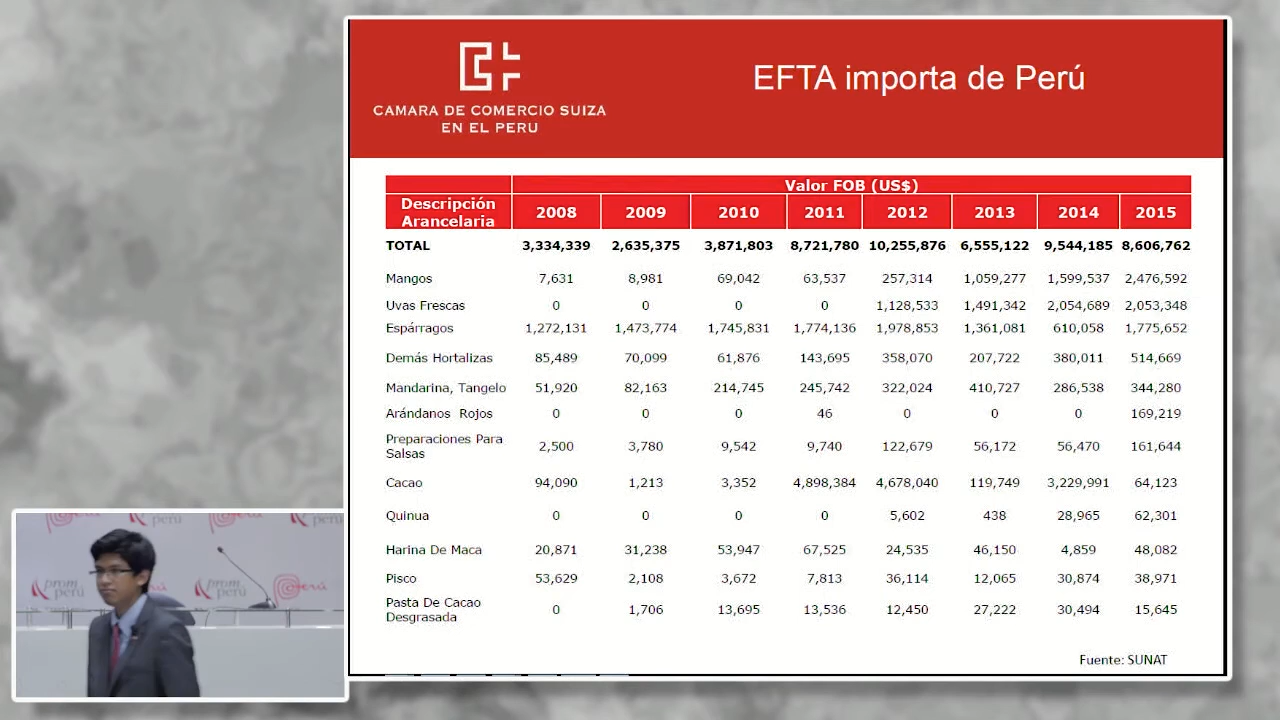 CAMARA DE COMERCIO SUIZA
EN EL PERU
EFTA importa de Perú
Valor FOB (US$)
Descripción Arancelaria 2008 2009 2010 2011 2012 2013 2014 2015
TOTAL 3,334,339 2,635,375 3,871,803 8,721,780 10,255,876 6,555,122 9,544,185 8,606,762
Mangos 7,631 8,981 69,042 63,537 257,314 1,059,277 1,599,537 2,476,592
Uvas Frescas 0 0 0 0 1,128,533 1,491,342 2,054,689 2,053,348
Espárragos 1,272,131 1,473,774 1,745,831 1,774,136 1,978,853 1,361,081 610,058 1,775,652
Demás Hortalizas 85,489 70,099 61,876 143,695 358,070 207,722 380,011 514,669
Mandarina, Tangelo 51,920 82,163 214,745 245,742 322,024 410,727 286,538 344,280
Arándanos Rojos 0 0 0 46 0 0 0 169,219
Preparaciones Para Salsas 2,500 3,780 9,542 9,740 122,679 56,172 56,470 161,644
Cacao 94,090 1,213 3,352 4,898,384 4,678,040 119,749 3,229,991 64,123
Quinua 0 0 0 0 5,602 438 28,965 62,301
Harina De Maca 20,871 31,238 53,947 67,525 24,535 46,150 4,859 48,082
Pisco 53,629 2,108 3,672 7,813 36,114 12,065 30,874 38,971
Pasta De Cacao Desgrasada 0 1,706 13,695 13,536 12,450 27,222 30,494 15,645
Fuente: SUNAT
prom
perú
prom
perú
Perú